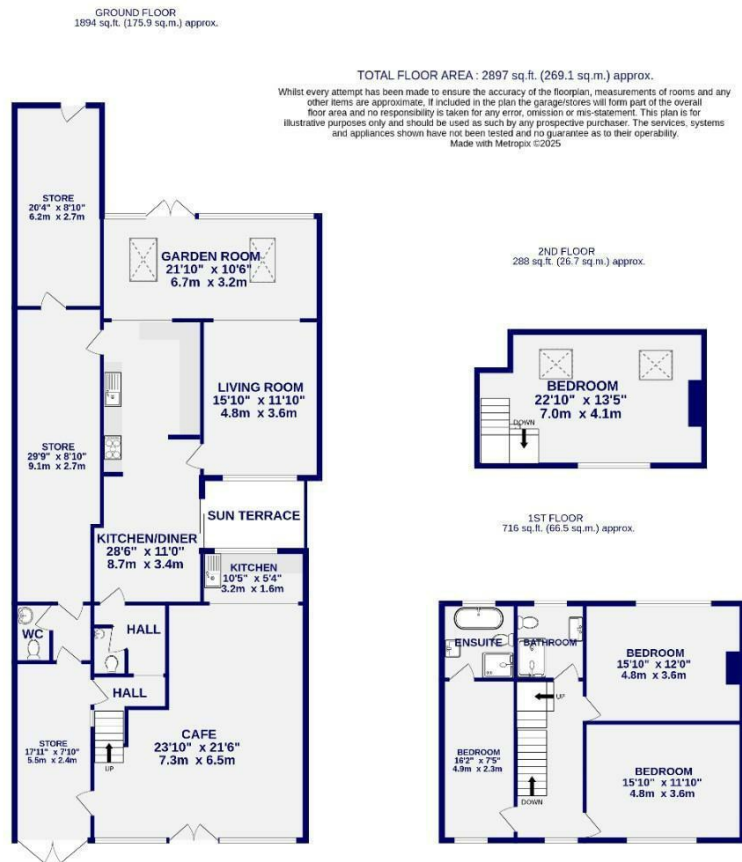 GROUND FLOOR
1894 sq.ft. (175.9 sq.m.) approx.
TOTAL FLOOR AREA : 2897 sq.ft. (269.1 sq.m.) approx.
Whilst every attempt has been made to ensure the accuracy of the floorplan, measurements of rooms and any
other items are approximate, If included in the plan the garage/stores will form part of the overall
floor area and no responsibility is taken for any error, omission or mis-statement. This plan is for
illustrative purposes only and should be used as such by any prospective purchaser. The services, systems
and appliances shown have not been tested and no guarantee as to their operability.
Made with Metropix ©2025
STORE
20'4" x 8'10"
6.2m x 2.7m
GARDEN ROOM
21'10" x 10'6"
6.7m x 3.2m
LIVING ROOM
15'10" x 11'10"
4.8m x 3.6m
STORE
29'9" x 8'10"
9.1m x 2.7m
SUN TERRACE
KITCHEN/DINER
28'6" x 11'0"
8.7m x 3.4m
KITCHEN
10'5" x 5'4"
3.2m x 1.6m
WC
HALL
HALL
CAFE
23'10" x 21'6"
7.3m x 6.5m
STORE
17'11" x 7'10"
5.5m x 2.4m
UP
2ND FLOOR
288 sq.ft. (26.7 sq.m.) approx.
BEDROOM
22'10" x 13'5"
7.0m x 4.1m
DOWN
1ST FLOOR
716 sq.ft. (66.5 sq.m.) approx.
ENSUITE
BATHROOM
BEDROOM
15'10" x 12'0"
4.8m x 3.6m
UP
BEDROOM
16'2" x 7'5"
4.9m x 2.3m
BEDROOM
15'10" x 11'10"
4.8m x 3.6m
DOWN